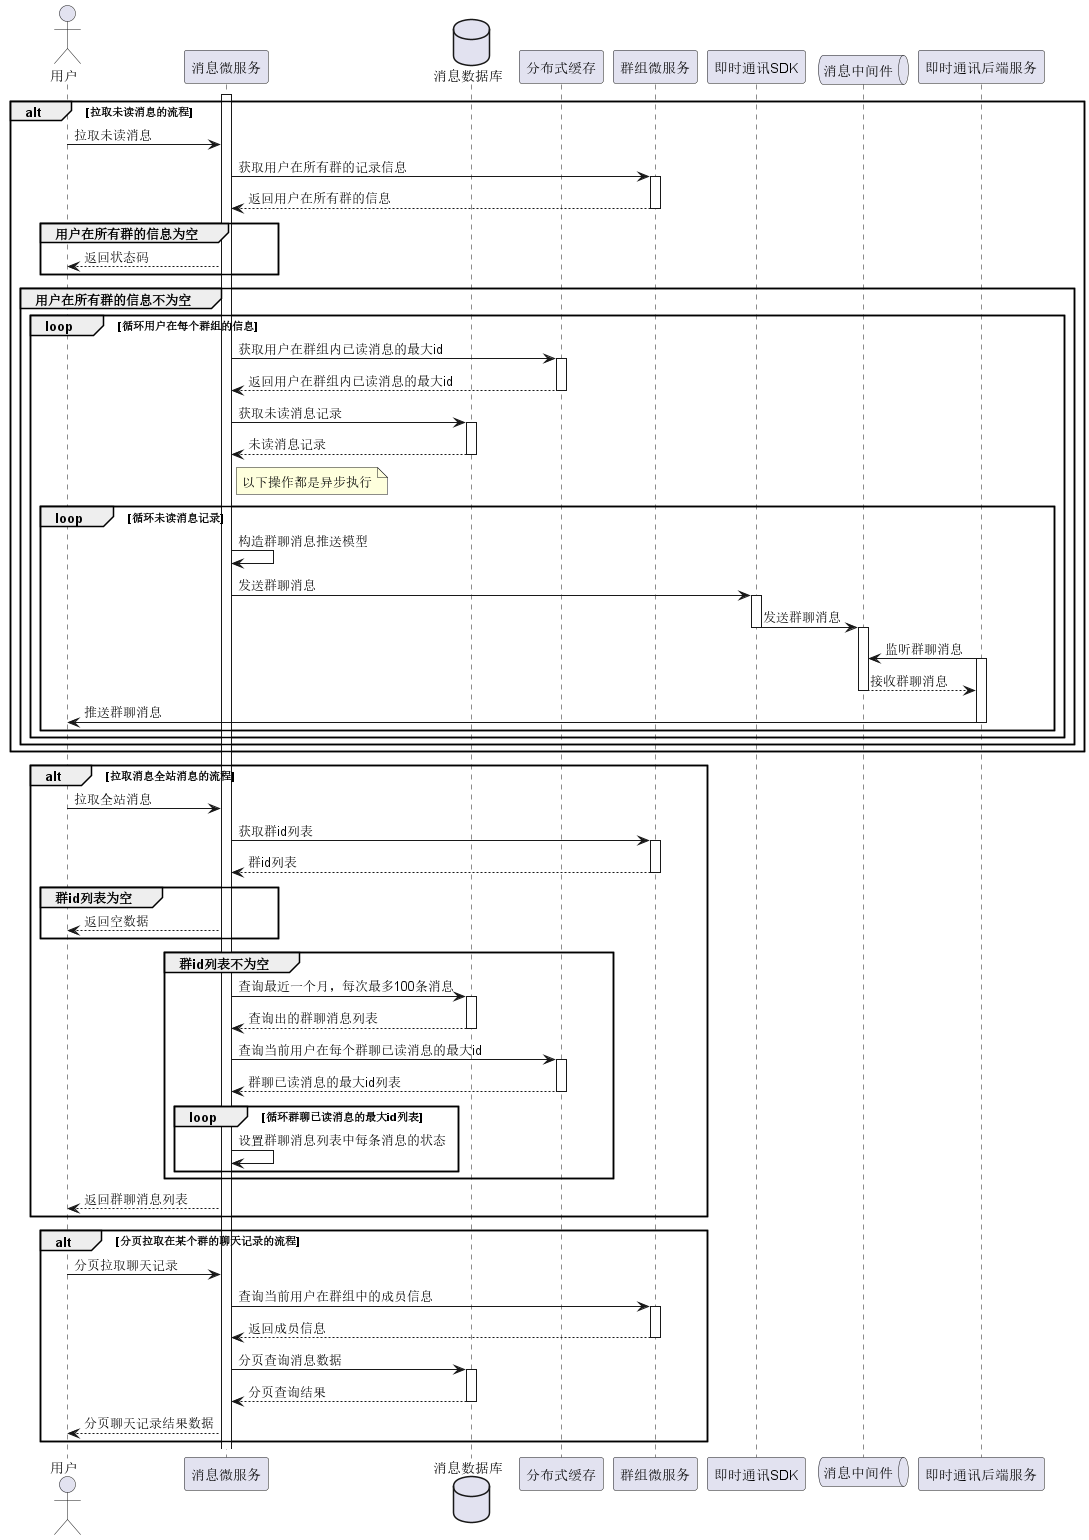 用户
消息微服务
消息数据库
分布式缓存
群组微服务
即时通讯SDK
消息中间件
即时通讯后端服务
alt [拉取未读消息的流程]
拉取未读消息
获取用户在所有群的记录信息
返回用户在所有群的信息
用户在所有群的信息为空
返回状态码
用户在所有群的信息不为空
loop [循环用户在每个群组的信息]
获取用户在群组内已读消息的最大id
返回用户在群组内已读消息的最大id
获取未读消息记录
未读消息记录
以下操作都是异步执行
loop [循环未读消息记录]
构造群聊消息推送模型
发送群聊消息
发送群聊消息
监听群聊消息
接收群聊消息
推送群聊消息
alt [拉取消息全站消息的流程]
拉取全站消息
获取群id列表
群id列表
群id列表为空
返回空数据
群id列表不为空
查询最近一个月，每次最多100条消息
查询出的群聊消息列表
查询当前用户在每个群聊已读消息的最大id
群聊已读消息的最大id列表
loop [循环群聊已读消息的最大id列表]
设置群聊消息列表中每条消息的状态
返回群聊消息列表
alt [分页拉取在某个群的聊天记录的流程]
分页拉取聊天记录
查询当前用户在群组中的成员信息
返回成员信息
分页查询消息数据
分页查询结果
分页聊天记录结果数据
用户
消息微服务
消息数据库
分布式缓存
群组微服务
即时通讯SDK
消息中间件
即时通讯后端服务